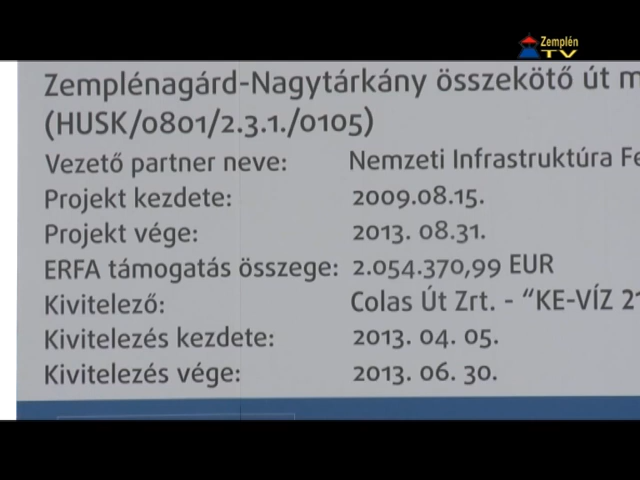 Zemplén
TV
Zemplénagárd-Nagytárkány összekötő út m
(HUSK/0801/2.3.1./0105)
Vezető partner neve: Nemzeti Infrastruktúra Fe
Projekt kezdete: 2009.08.15.
Projekt vége: 2013. 08.31.
ERFA támogatás összege: 2.054.370,99 EUR
Kivitelező: Colas Út Zrt. - “KE-VÍZ 21
Kivitelezés kezdete: 2013. 04. 05.
Kivitelezés vége: 2013. 06. 30.